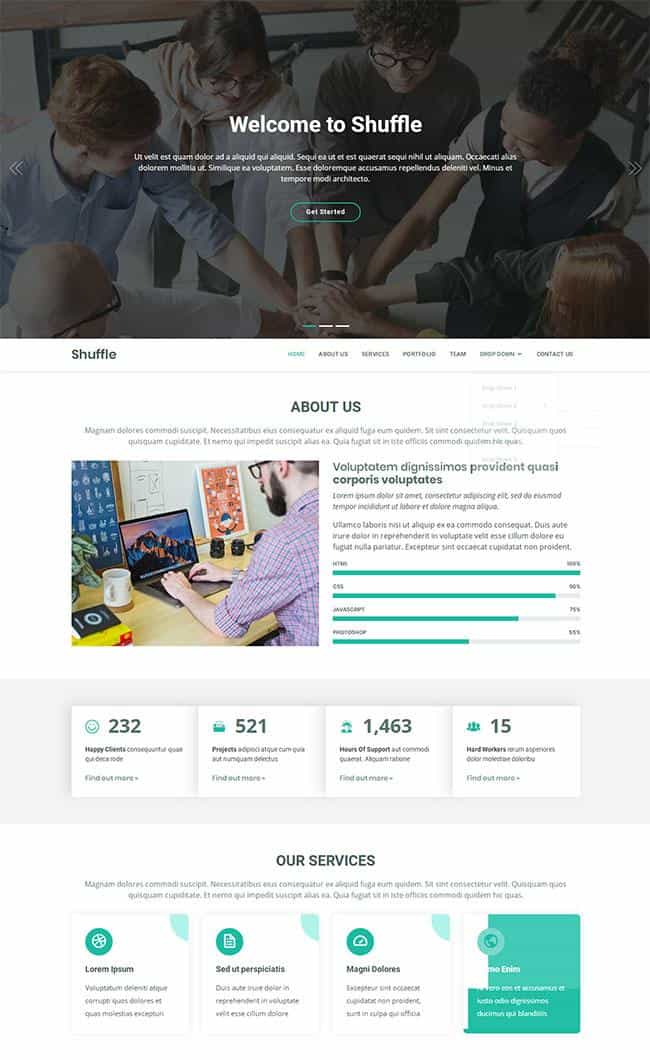 Welcome to Shuffle
Ut velit est quam dolor ad a aliquid qui aliquid. Sequi ea ut et est quaerat sequi nihil ut aliquam. Occaecati alias
dolorem mollitia ut. Similique ea voluptatem. Esse doloremque accusamus repellendus deleniti vel. Minus et
tempore modi architecto.
Get Started
Shuffle
HOME ABOUT US SERVICES PORTFOLIO TEAM DROP DOWN CONTACT US
Drop Down 1
Drop Down 2
ABOUT US
Magnam dolores commodi suscipit. Necessitatibus eius consequatur ex aliquid fuga eum quidem. Sit sint consectetur velit. Quisquam quos
quisquam cupiditate. Et nemo qui impedit suscipit alias ea. Quia fugiat sit in iste officiis commodi quidem hic quas.
Voluptatem dignissimos provident quasi
corporis voluptates
Lorem ipsum dolor sit amet, consectetur adipiscing elit, sed do eiusmod
tempor incididunt ut labore et dolore magna aliqua.
Ullamco laboris nisi ut aliquip ex ea commodo consequat. Duis aute
irure dolor in reprehenderit in voluptate velit esse cillum dolore eu
fugiat nulla pariatur. Excepteur sint occaecat cupidatat non proident.
HTML 100%
CSS 90%
JAVASCRIPT 75%
PHOTOSHOP 55%
232
Happy Clients consequuntur quae
qui deca rode
Find out more »
521
Projects adipisci atque cum quia
aut numquam delectus
Find out more »
1,463
Hours Of Support aut commodi
quaerat. Aliquam ratione
Find out more »
15
Hard Workers rerum asperiores
dolor molestiae doloribu
Find out more »
OUR SERVICES
Magnam dolores commodi suscipit. Necessitatibus eius consequatur ex aliquid fuga eum quidem. Sit sint consectetur velit. Quisquam quos
quisquam cupiditate. Et nemo qui impedit suscipit alias ea. Quia fugiat sit in iste officiis commodi quidem hic quas.
Lorem Ipsum
Voluptatum deleniti atque
corrupti quos dolores et
quas molestias excepturi
Sed ut perspiciatis
Duis aute irure dolor in
reprehenderit in voluptate
velit esse cillum dolore
Magni Dolores
Excepteur sint occaecat
cupidatat non proident,
sunt in culpa qui officia
mo Enim
vero eos et accusamus et
iusto odio dignissimos
ducimus qui blanditiis